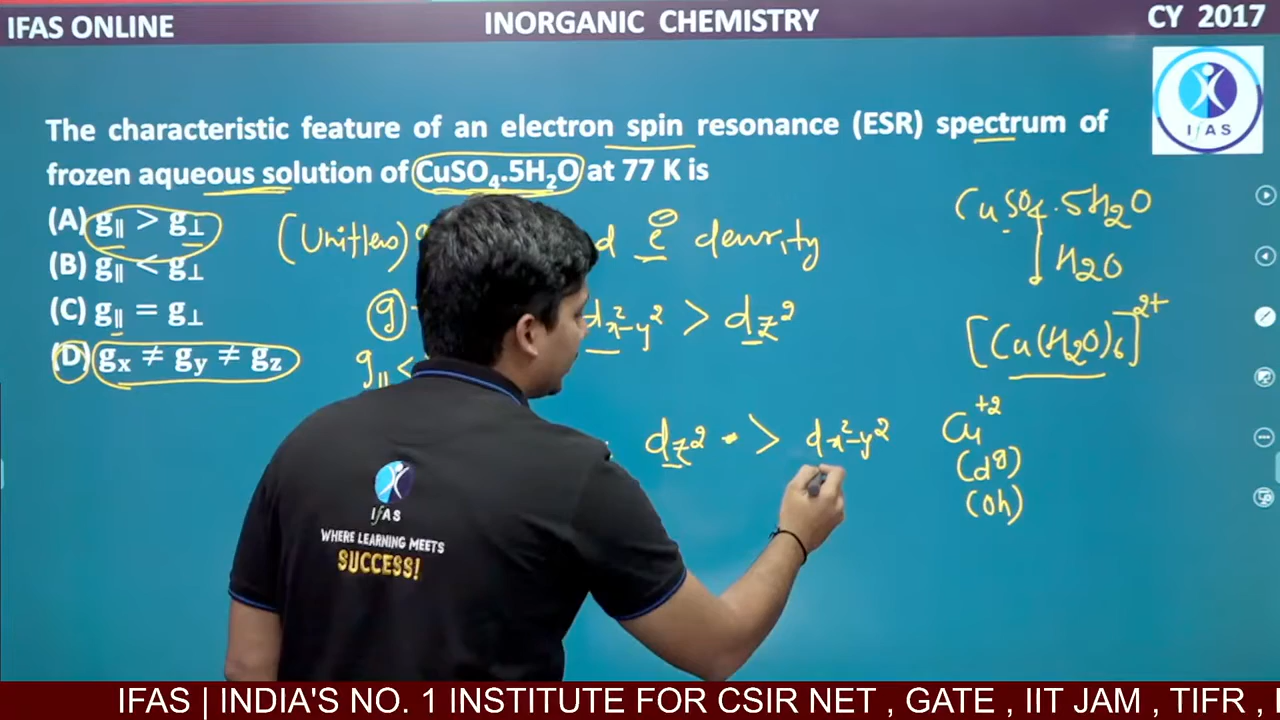 IFAS ONLINE
INORGANIC CHEMISTRY
CY 2017
IFAS
The characteristic feature of an electron spin resonance (ESR) spectrum of
frozen aqueous solution of CuSO₄.5H₂O at 77 K is
(A) g∥ > g⊥
(B) g∥ < g⊥
(C) g∥ = g⊥
(D) gₓ ≠ gᵧ ≠ g_z
(Unitless) density
g
dx²-y² > dz²
g∥ <
dz² > dx²-y²
CuSO₄.5H₂O
H₂O
[Cu(H₂O)₆]²⁺
Cu⁺²
(d⁹)
(Oh)
IFAS
WHERE LEARNING MEETS
SUCCESS!
IFAS | INDIA'S NO. 1 INSTITUTE FOR CSIR NET , GATE , IIT JAM , TIFR ,